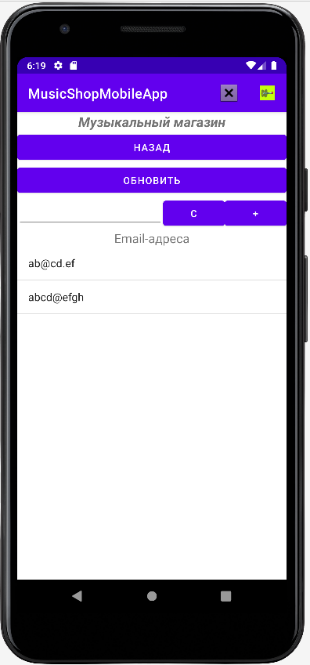 6:19
MusicShopMobileApp
Музыкальный магазин
НАЗАД
ОБНОВИТЬ
C +
Email-адреса
ab@cd.ef
abcd@efgh